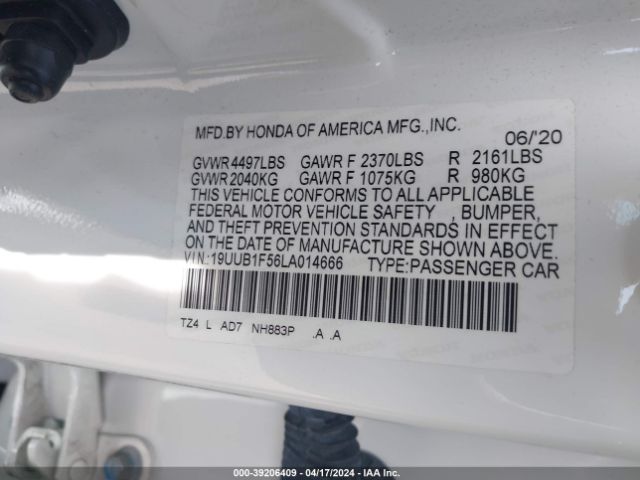 MFD.BY HONDA OF AMERICA MFG.,INC.
06/'20
GVWR 4497LBS GAWR F 2370LBS R 2161LBS
GVWR 2040KG GAWR F 1075KG R 980KG
THIS VEHICLE CONFORMS TO ALL APPLICABLE
FEDERAL MOTOR VEHICLE SAFETY , BUMPER,
AND THEFT PREVENTION STANDARDS IN EFFECT
ON THE DATE OF MANUFACTURE SHOWN ABOVE.
VIN:19UUB1F56LA014666 TYPE:PASSENGER CAR
TZ4 L AD7 NH883P .A .A
000-39206409 - 04/17/2024 - IAA Inc.